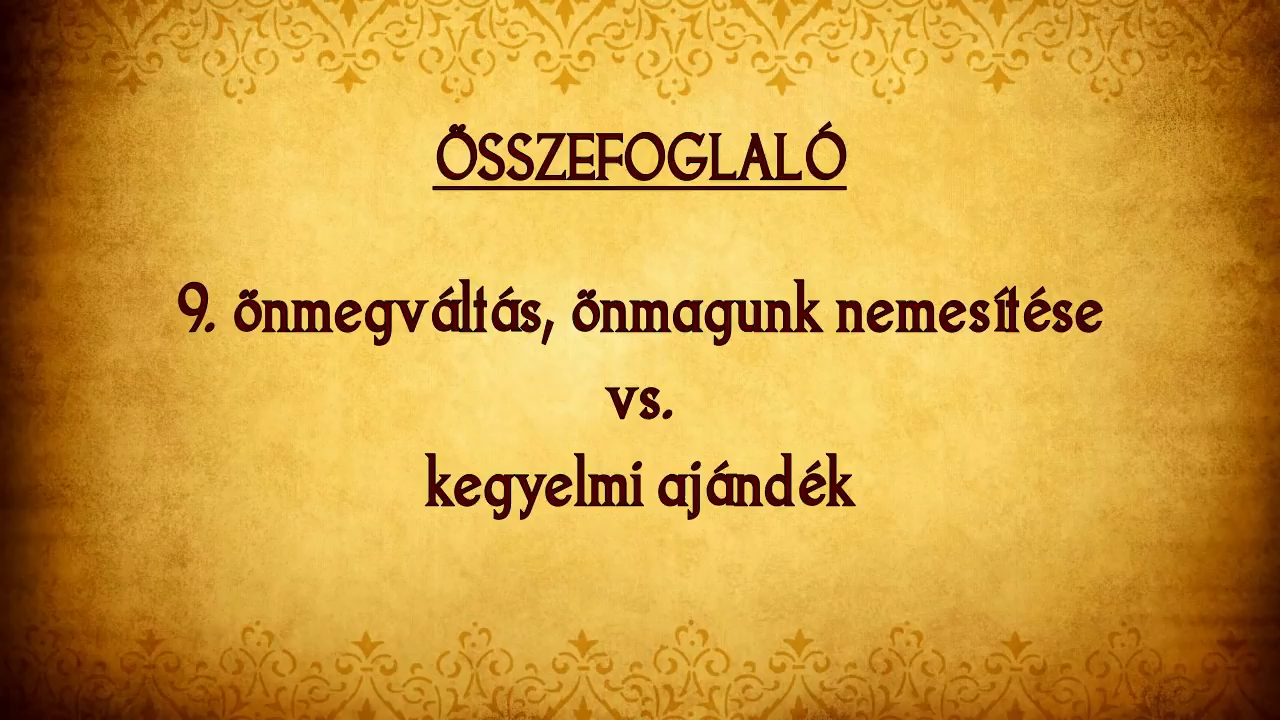 ÖSSZEFOGLALÓ
9. önmegváltás, önmagunk nemesítése
vs.
kegyelmi ajándék